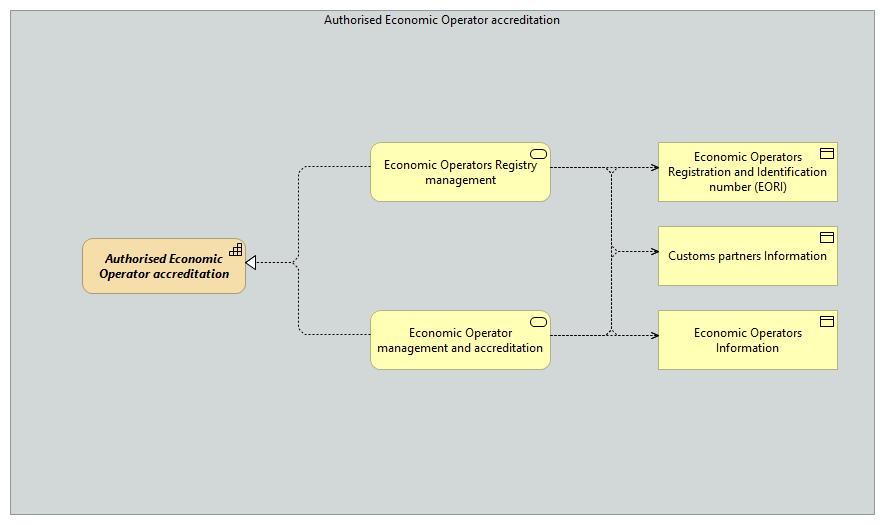 Authorised Economic Operator accreditation
Economic Operators Registry
management
Economic Operators
Registration and Identification
number (EORI)
Authorised Economic
Operator accreditation
Customs partners Information
Economic Operator
management and accreditation
Economic Operators
Information